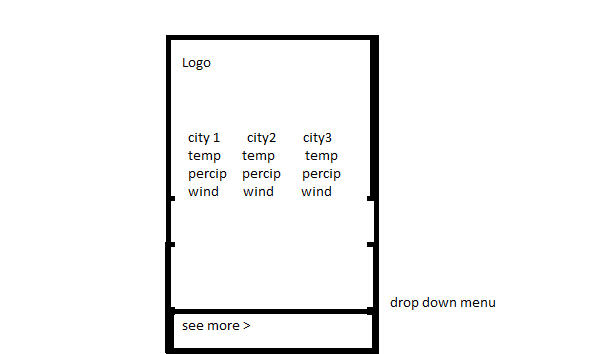 Logo
city 1 city2 city3
temp temp temp
percip percip percip
wind wind wind
drop down menu
see more >